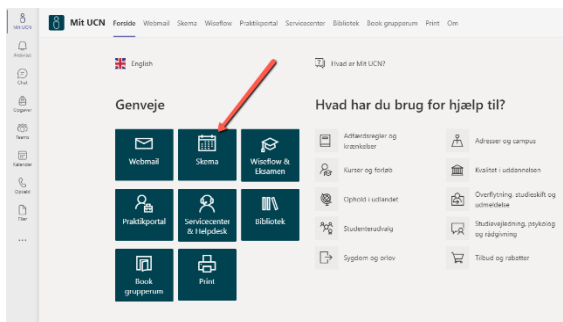 Mit UCN
Mit UCN Forside Webmail Skema Wiseflow Praktikportal Servicecenter Bibliotek Book grupperum Print Om
Aktivitet
Chat
Opgaver
Teams
Kalender
Opkald
Filer
English
Hvad er Mit UCN?
Genveje
Webmail
Skema
Wiseflow &
Eksamen
Praktikportal
Servicecenter
& Helpdesk
Bibliotek
Book
grupperum
Print
Hvad har du brug for hjælp til?
Adfærdsregler og
krænkelser
Adresser og campus
Kurser og forløb
Kvalitet i uddannelsen
Ophold i udlandet
Overflytning, studieskift og
udmeldelse
Studenterudvalg
Studievejledning, psykolog
og rådgivning
Sygdom og orlov
Tilbud og rabatter